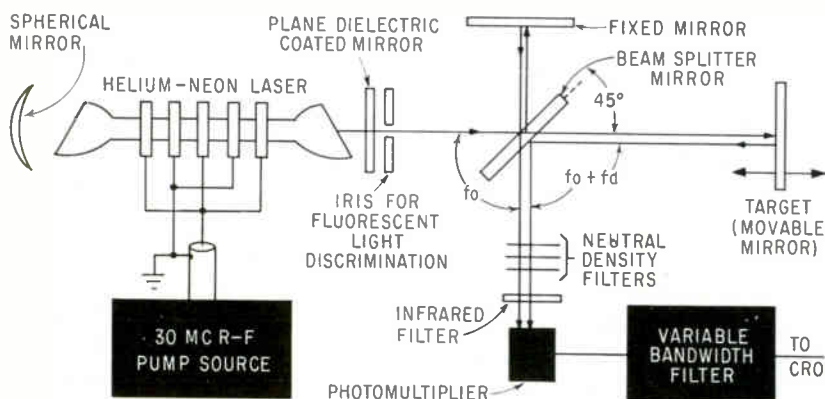 SPHERICAL
MIRROR
HELIUM-NEON LASER
PLANE DIELECTRIC
COATED MIRROR
FIXED MIRROR
BEAM SPLITTER
MIRROR
45°
fo
fo + fd
IRIS FOR
FLUORESCENT
LIGHT
DISCRIMINATION
TARGET
(MOVABLE
MIRROR)
NEUTRAL
DENSITY
FILTERS
INFRARED
FILTER
30 MC R-F
PUMP SOURCE
PHOTOMULTIPLIER
VARIABLE
BANDWIDTH
FILTER
TO
CRO